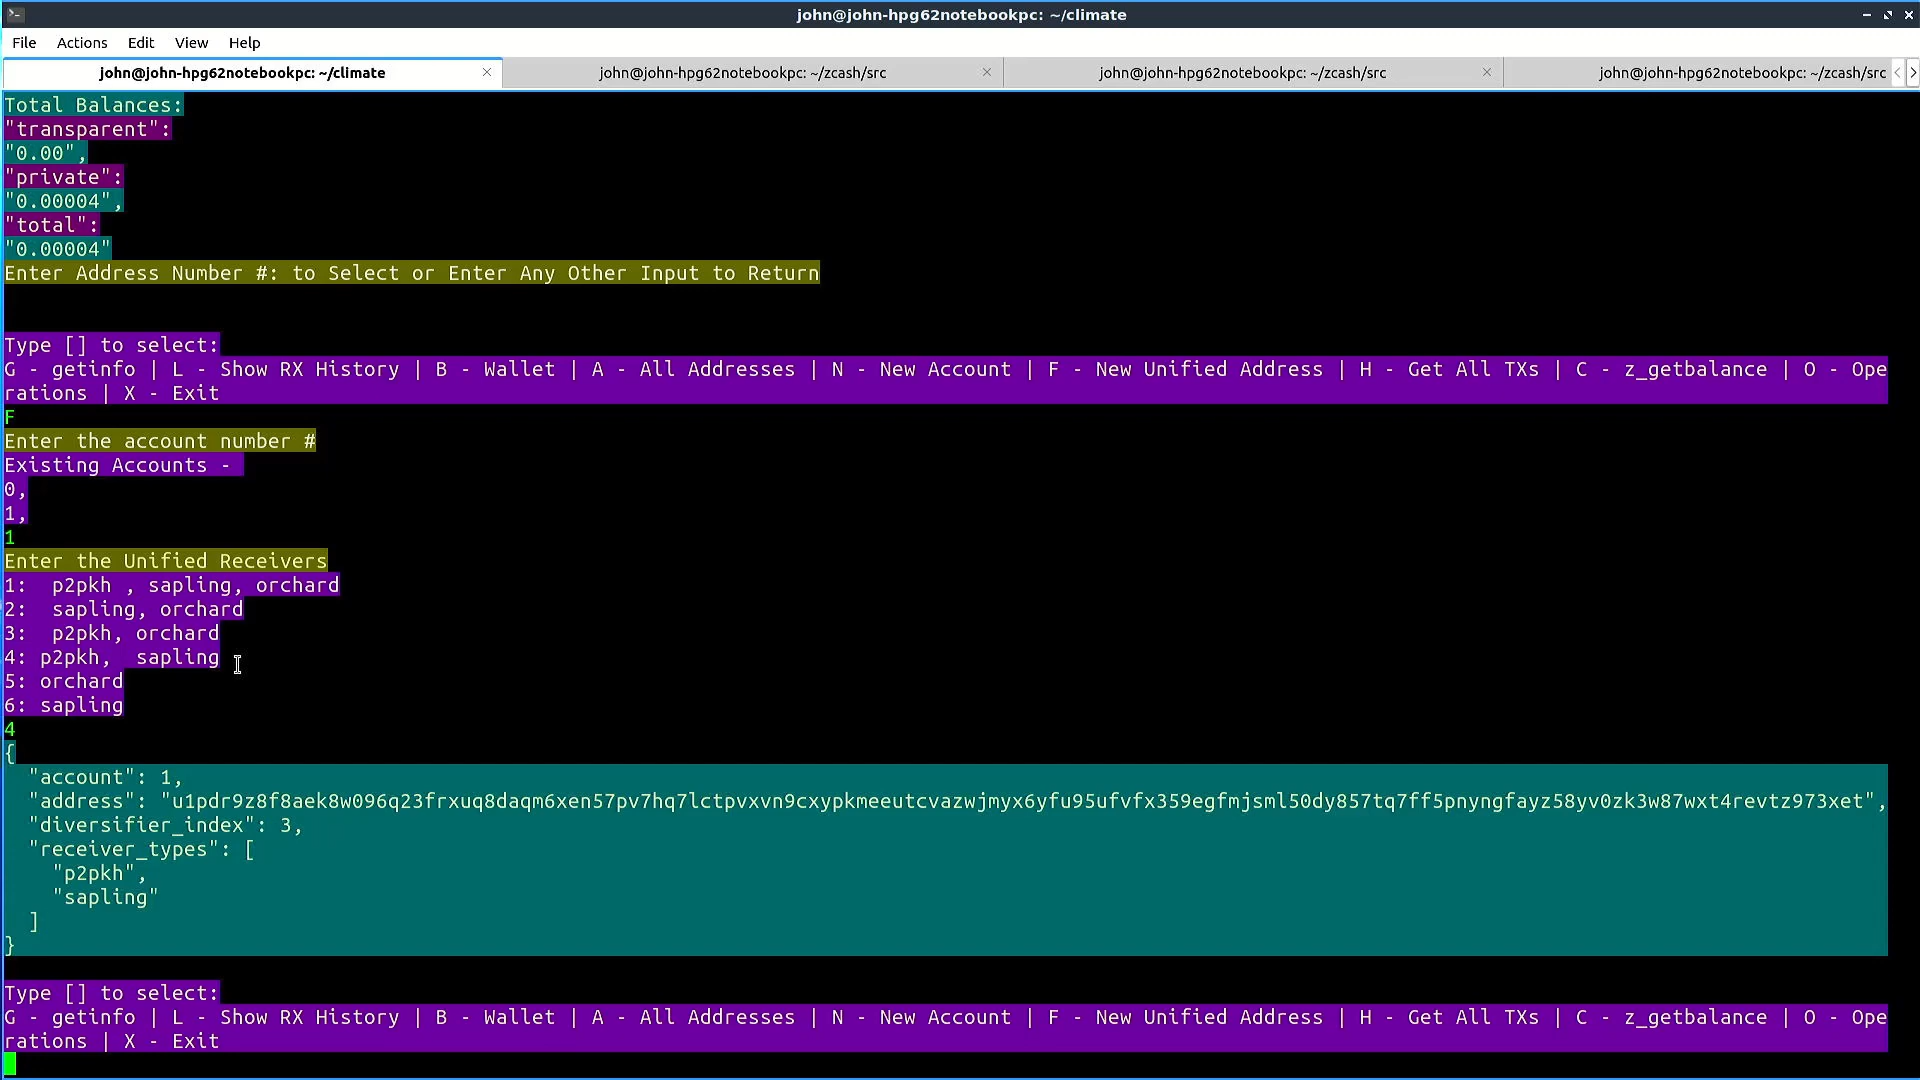 john@john-hpg62notebookpc: ~/climate
File Actions Edit View Help
john@john-hpg62notebookpc: ~/climate john@john-hpg62notebookpc: ~/zcash/src john@john-hpg62notebookpc: ~/zcash/src john@john-hpg62notebookpc: ~/zcash/src
Total Balances:
"transparent":
"0.00",
"private":
"0.00004",
"total":
"0.00004"
Enter Address Number #: to Select or Enter Any Other Input to Return
Type [] to select:
G - getinfo | L - Show RX History | B - Wallet | A - All Addresses | N - New Account | F - New Unified Address | H - Get All TXs | C - z_getbalance | O - Ope
rations | X - Exit
F
Enter the account number #
Existing Accounts -
0,
1,
1
Enter the Unified Receivers
1:  p2pkh , sapling, orchard
2:  sapling, orchard
3:  p2pkh, orchard
4: p2pkh,  sapling
5: orchard
6: sapling
4
{
  "account": 1,
  "address": "u1pdr9z8f8aek8w096q23frxuq8daqm6xen57pv7hq7lctpvxvn9cxypkmeeutcvazwjmyx6yfu95ufvfx359egfmjsml50dy857tq7ff5pnyngfayz58yv0zk3w87wxt4revtz973xet",
  "diversifier_index": 3,
  "receiver_types": [
    "p2pkh",
    "sapling"
  ]
}
Type [] to select:
G - getinfo | L - Show RX History | B - Wallet | A - All Addresses | N - New Account | F - New Unified Address | H - Get All TXs | C - z_getbalance | O - Ope
rations | X - Exit